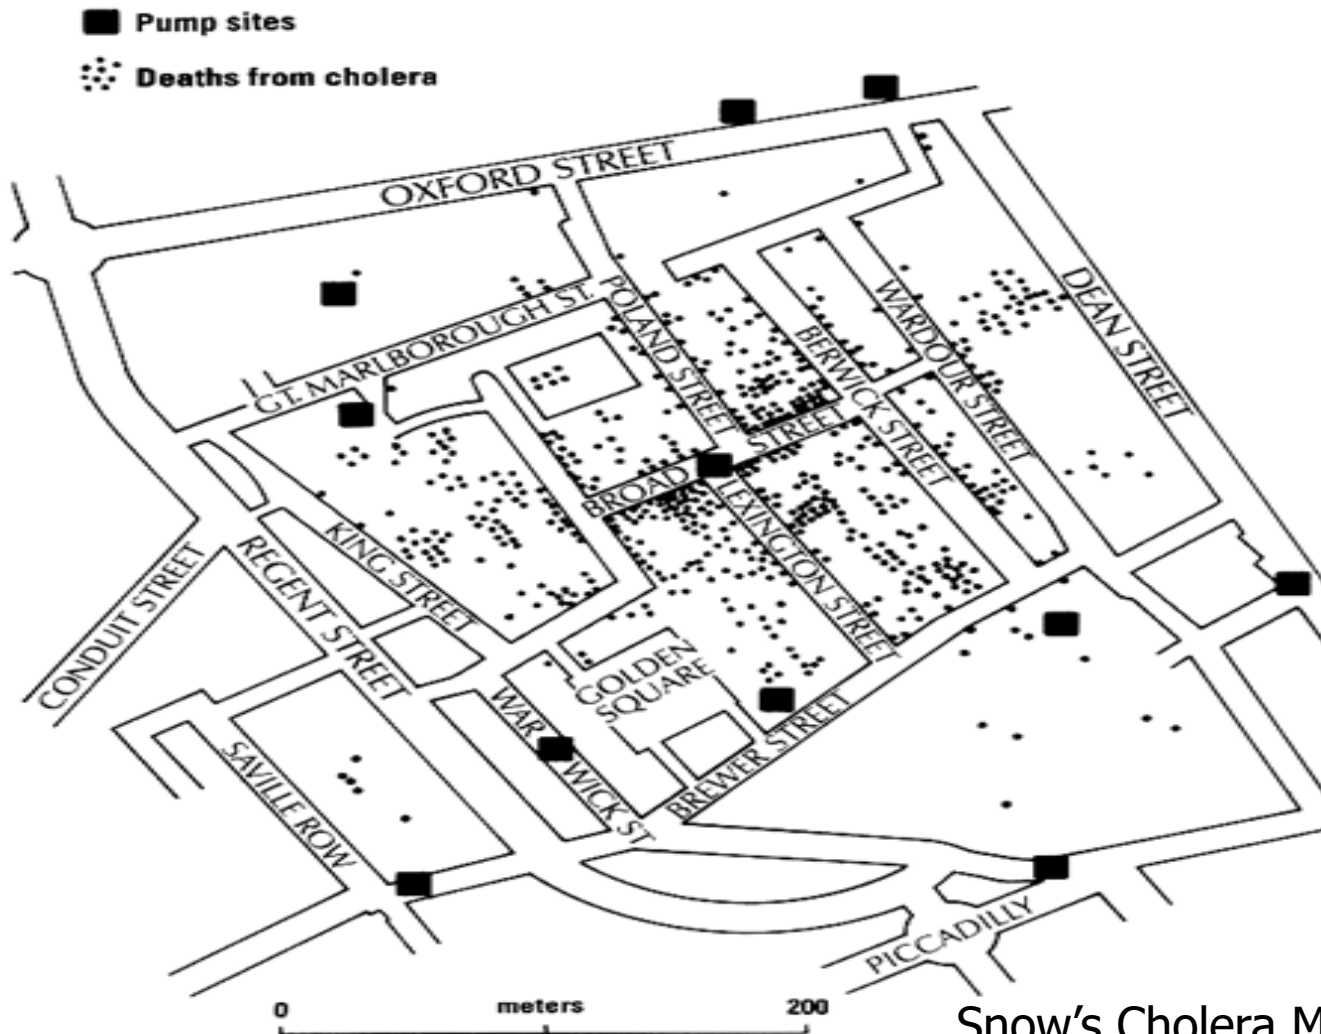 Pump sites
Deaths from cholera
OXFORD STREET
GT. MARLBOROUGH ST.
POLAND STREET
BERWICK STREET
WARDOUR STREET
DEAN STREET
BROAD STREET
LEXINGTON STREET
KING STREET
REGENT STREET
CONDUIT STREET
SAVILLE ROW
WARWICK ST.
GOLDEN
SQUARE
BREWER STREET
PICCADILLY
0 meters 200
Snow's Cholera M